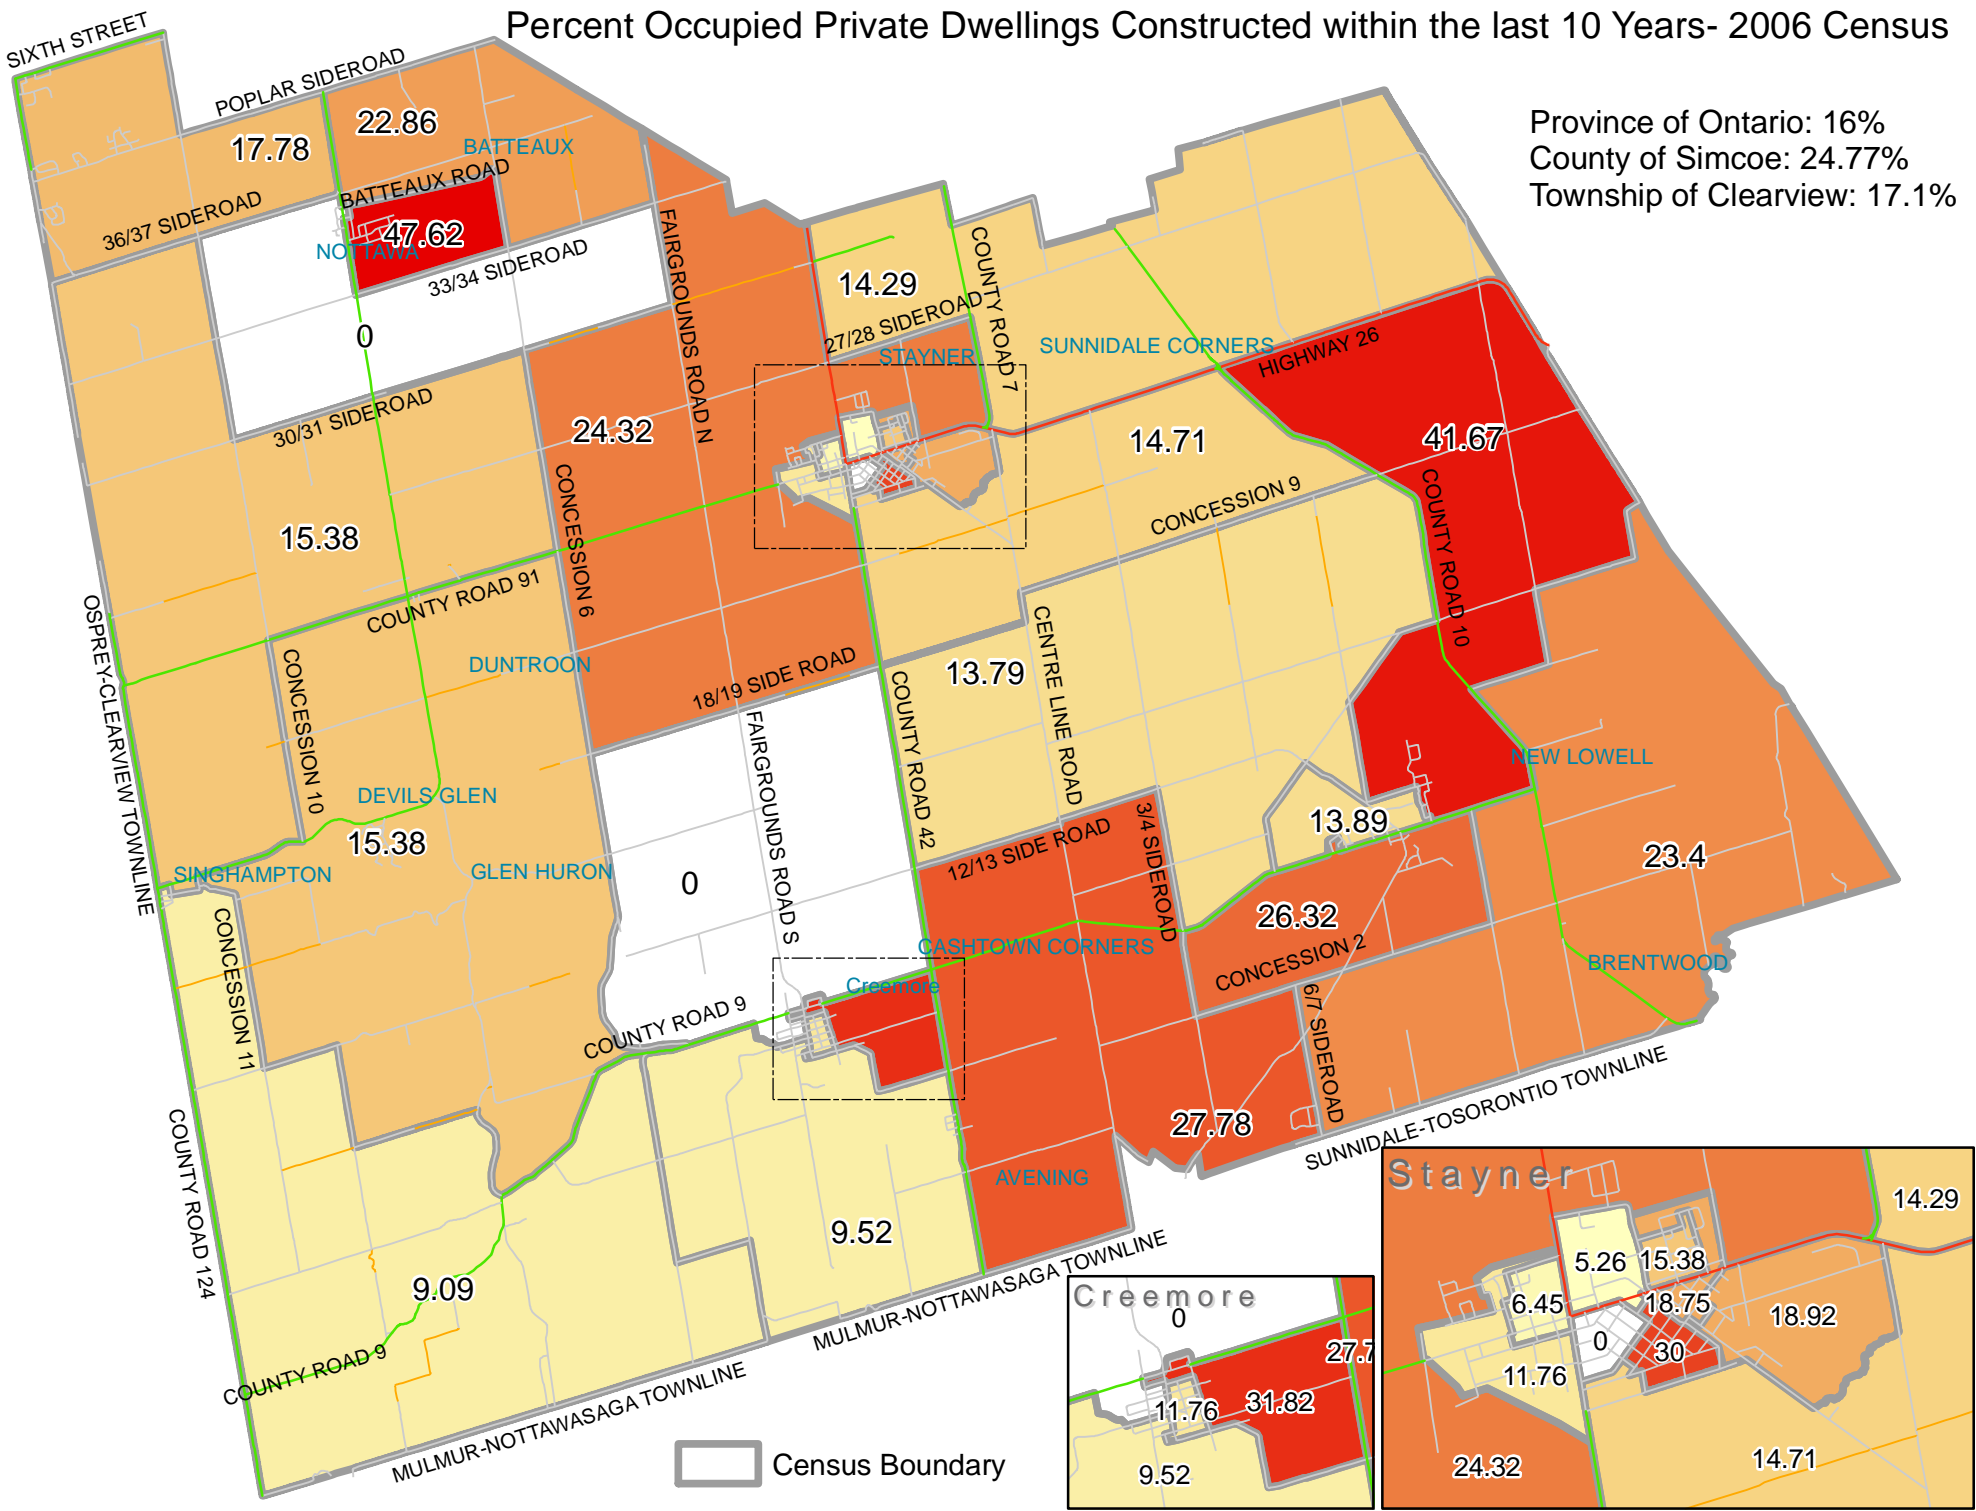 Percent Occupied Private Dwellings Constructed within the last 10 Years- 2006 Census
Province of Ontario: 16%
County of Simcoe: 24.77%
Township of Clearview: 17.1%
SIXTH STREET
POPLAR SIDEROAD
17.78
22.86
BATTEAUX
BATTEAUX ROAD
36/37 SIDEROAD
47.62
NOTTAWA
33/34 SIDEROAD
FAIRGROUNDS ROAD N
0
14.29
27/28 SIDEROAD
COUNTY ROAD 7
STAYNER
SUNNIDALE CORNERS
HIGHWAY 26
30/31 SIDEROAD
24.32
14.71
41.67
CONCESSION 9
COUNTY ROAD 10
15.38
CONCESSION 6
COUNTY ROAD 91
OSPREY-CLEARVIEW TOWNLINE
CONCESSION 10
DUNTROON
18/19 SIDE ROAD
13.79
CENTRE LINE ROAD
COUNTY ROAD 42
FAIRGROUNDS ROAD S
NEW LOWELL
DEVILS GLEN
15.38
13.89
12/13 SIDE ROAD
3/4 SIDEROAD
23.4
SINGHAMPTON
GLEN HURON
0
26.32
CONCESSION 11
CASHTOWN CORNERS
CONCESSION 2
BRENTWOOD
Creemore
6/7 SIDEROAD
COUNTY ROAD 9
27.78
SUNNIDALE-TOSORONTIO TOWNLINE
COUNTY ROAD 124
AVENING
9.52
9.09
COUNTY ROAD 9
MULMUR-NOTTAWASAGA TOWNLINE
MULMUR-NOTTAWASAGA TOWNLINE
Census Boundary
Creemore
0
27.7
11.76
31.82
9.52
Stayner
14.29
5.26
15.38
6.45
18.75
18.92
0
30
11.76
24.32
14.71